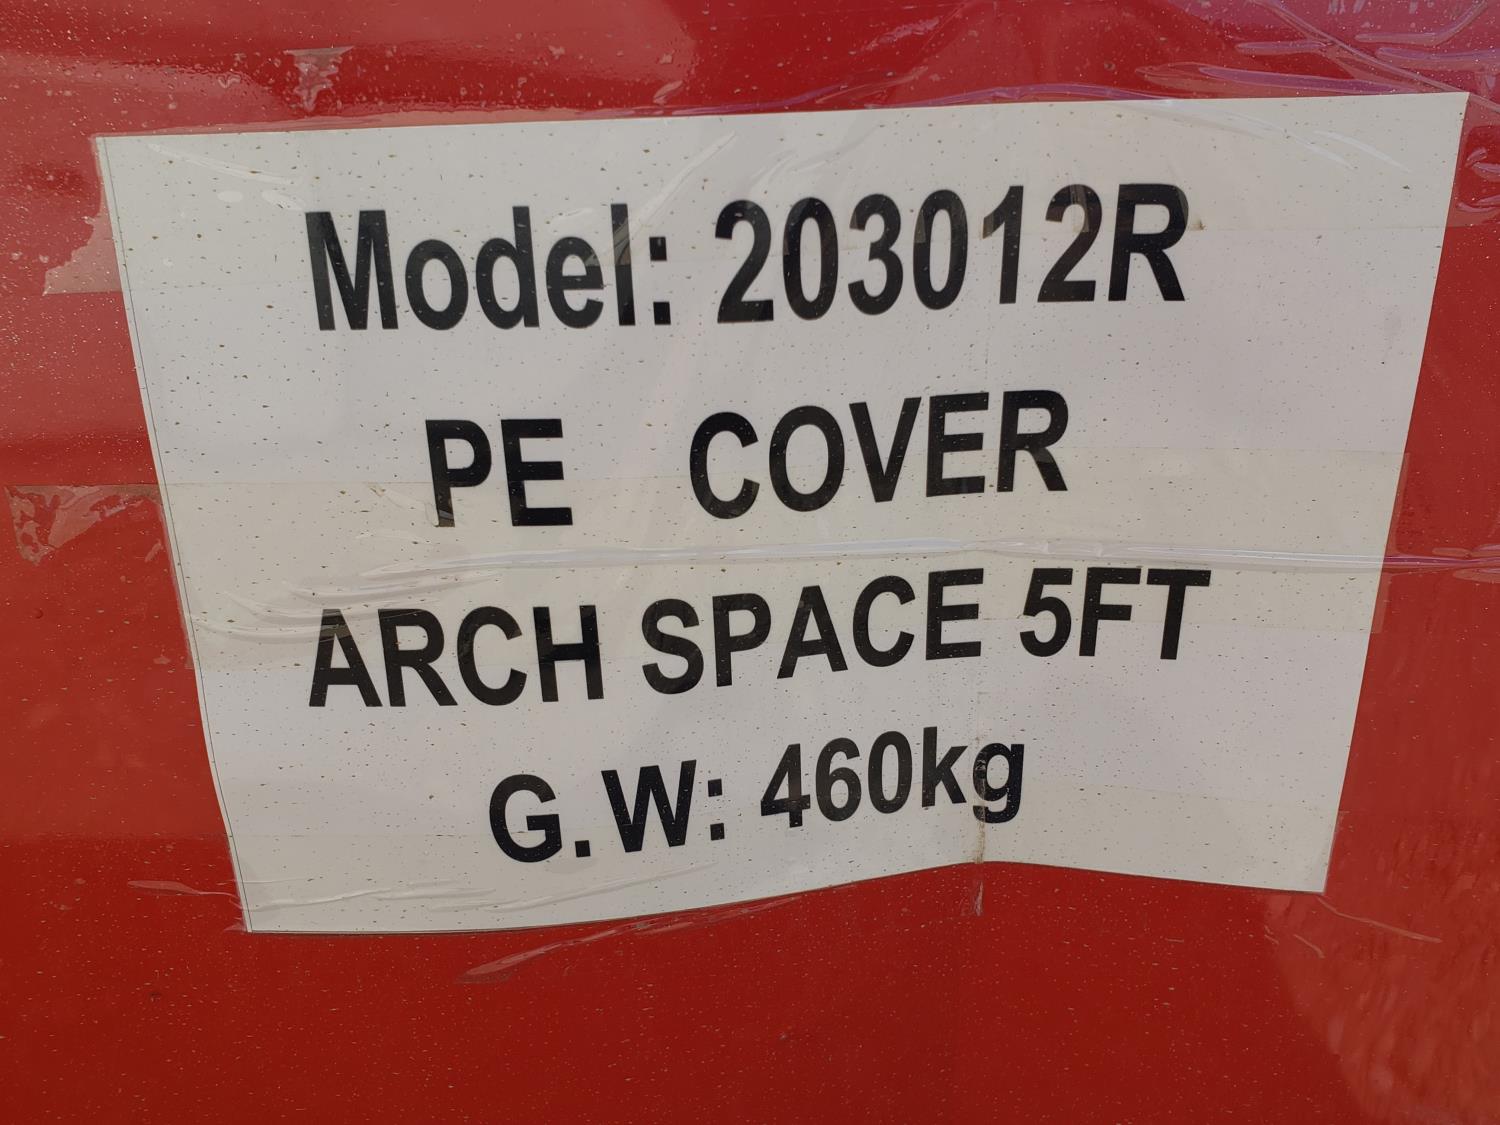 Model: 203012R
PE COVER
ARCH SPACE 5FT
G.W: 460kg